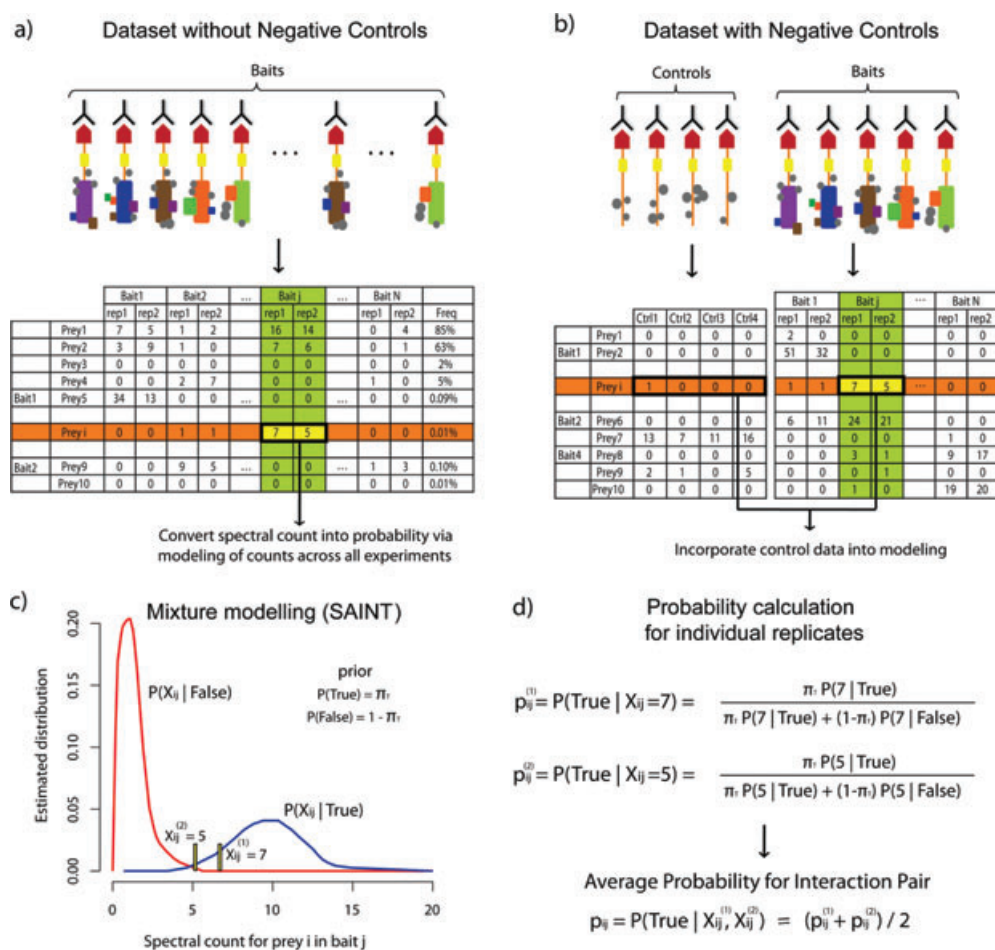 a)
Dataset without Negative Controls
Baits
... ...
Bait1 Bait2 ... Bait j ... Bait N
rep1 rep2 rep1 rep2 rep1 rep2 rep1 rep2 Freq
Prey1 7 5 1 2 16 14 0 4 85%
Prey2 3 9 1 0 7 6 0 1 63%
Prey3 0 0 0 0 0 0 0 0 2%
Prey4 0 0 2 7 0 0 1 0 5%
Bait1 Prey5 34 13 0 0 ... 0 0 ... 0 0 0.09%
Prey i 0 0 1 1 7 5 0 0 0.01%
Bait2 Prey9 0 0 9 5 ... 0 0 ... 1 3 0.10%
Prey10 0 0 0 0 0 0 0 0 0.01%
Convert spectral count into probability via
modeling of counts across all experiments
b)
Dataset with Negative Controls
Controls
Baits
Ctrl1 Ctrl2 Ctrl3 Ctrl4
Bait 1 Bait j ... Bait N
rep1 rep2 rep1 rep2 rep1 rep2
Prey1 0 0 0 0 2 0 0 0 0 0
Bait1 Prey2 0 0 0 0 51 32 0 0 0 0
Prey i 1 0 0 0 1 1 7 5 ... 0 0
Bait2 Prey6 0 0 0 0 6 11 24 21 0 0
Prey7 13 7 11 16 0 0 0 0 1 0
Bait4 Prey8 0 0 0 0 0 0 3 1 9 17
Prey9 2 1 0 5 0 0 0 1 0 0
Prey10 0 0 0 0 0 0 1 0 19 20
Incorporate control data into modeling
c)
Mixture modelling (SAINT)
Estimated distribution
0.20
0.15
0.10
0.05
0.00
P(Xij | False)
prior
P(True) = πT
P(False) = 1 - πT
P(Xij | True)
Xij(2) = 5
Xij(1) = 7
0 5 10 15 20
Spectral count for prey i in bait j
d)
Probability calculation
for individual replicates
pij(1) = P(True | Xij=7) = πT P(7 | True) / πT P(7 | True) + (1-πT) P(7 | False)
pij(2) = P(True | Xij=5) = πT P(5 | True) / πT P(5 | True) + (1-πT) P(5 | False)
Average Probability for Interaction Pair
pij = P(True | Xij(1), Xij(2)) = (pij(1) + pij(2)) / 2